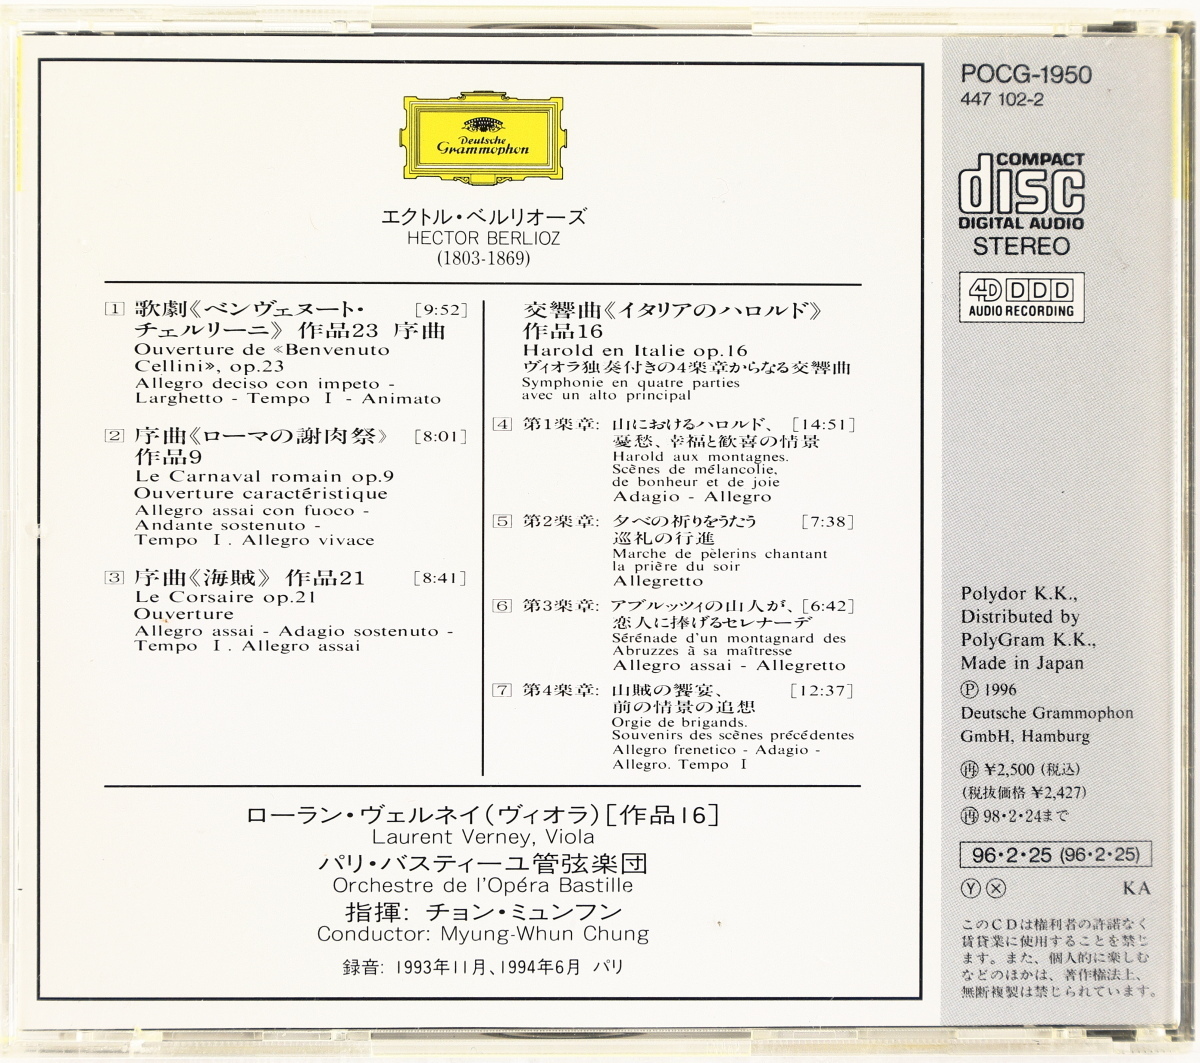 Deutsche
Grammophon
エクトル・ベルリオーズ
HECTOR BERLIOZ
(1803-1869)
1 歌劇《ベンヴェヌート・ [9:52]
チェルリーニ》 作品23 序曲
Ouverture de «Benvenuto
Cellini», op.23
Allegro deciso con impeto -
Larghetto - Tempo I - Animato
2 序曲《ローマの謝肉祭》 [8:01]
作品9
Le Carnaval romain op.9
Ouverture caractéristique
Allegro assai con fuoco -
Andante sostenuto -
Tempo I . Allegro vivace
3 序曲《海賊》 作品21 [8:41]
Le Corsaire op.21
Ouverture
Allegro assai - Adagio sostenuto -
Tempo I . Allegro assai
交響曲《イタリアのハロルド》
作品16
Harold en Italie op.16
ヴィオラ独奏付きの4楽章からなる交響曲
Symphonie en quatre parties
avec un alto principal
4 第1楽章: 山におけるハロルド、 [14:51]
憂愁、幸福と歓喜の情景
Harold aux montagnes.
Scènes de mélancolie,
de bonheur et de joie
Adagio - Allegro
5 第2楽章: 夕べの祈りをうたう [7:38]
巡礼の行進
Marche de pèlerins chantant
la prière du soir
Allegretto
6 第3楽章: アブルッツィの山人が、 [6:42]
恋人に捧げるセレナーデ
Sérénade d'un montagnard des
Abruzzes à sa maîtresse
Allegro assai - Allegretto
7 第4楽章: 山賊の饗宴、 [12:37]
前の情景の追想
Orgie de brigands.
Souvenirs des scènes précédentes
Allegro frenetico - Adagio -
Allegro. Tempo I
ローラン・ヴェルネイ(ヴィオラ)[作品16]
Laurent Verney, Viola
パリ・バスティーユ管弦楽団
Orchestre de l'Opéra Bastille
指揮: チョン・ミュンフン
Conductor: Myung-Whun Chung
録音: 1993年11月、1994年6月 パリ
POCG-1950
447 102-2
COMPACT
disc
DIGITAL AUDIO
STEREO
4D DDD
AUDIO RECORDING
Polydor K.K.,
Distributed by
PolyGram K.K.,
Made in Japan
Ⓟ 1996
Deutsche Grammophon
GmbH, Hamburg
再 ¥2,500 (税込)
(税抜価格 ¥2,427)
再 98・2・24まで
96・2・25 (96・2・25)
Ⓨ Ⓧ KA
このCDは権利者の許諾なく
賃貸業に使用することを禁じ
ます。また、個人的に楽しむ
などのほかは、著作権法上、
無断複製は禁じられています。